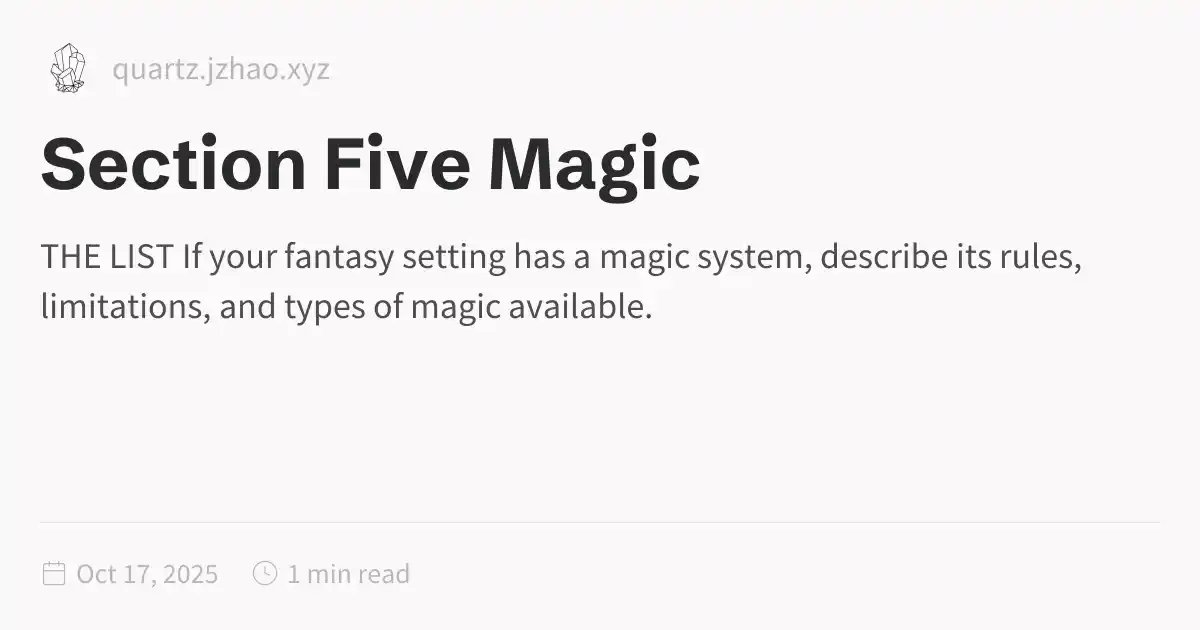 quartz.jzhao.xyz
Section Five Magic
THE LIST If your fantasy setting has a magic system, describe its rules,
limitations, and types of magic available.
Oct 17, 2025 1 min read